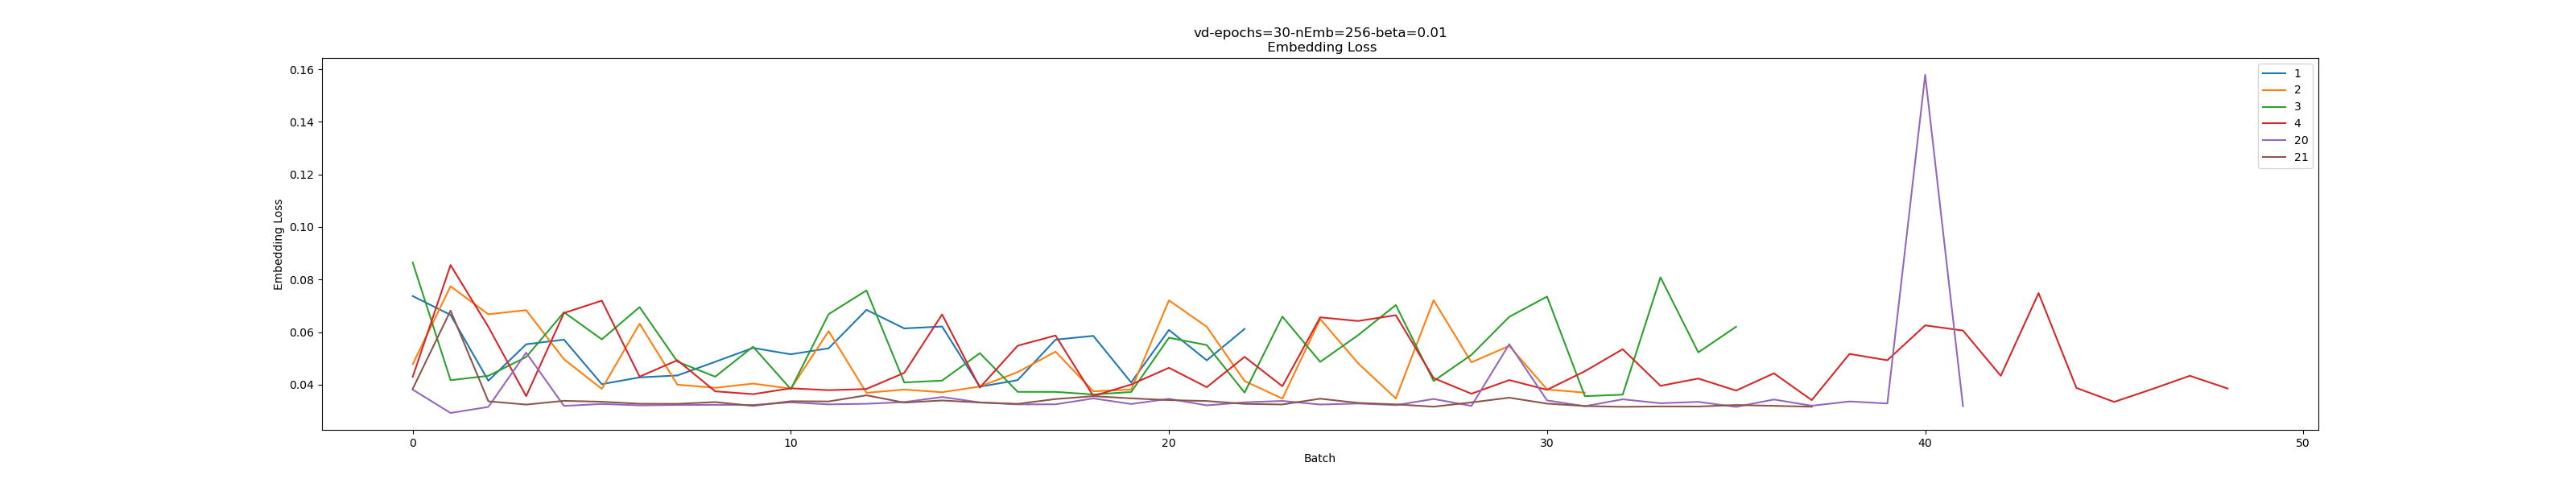 vd-epochs=30-nEmb=256-beta=0.01
Embedding Loss
0.16
0.14
0.12
0.10
0.08
0.06
0.04
Embedding Loss
1
2
3
4
20
21
0 10 20 30 40 50
Batch